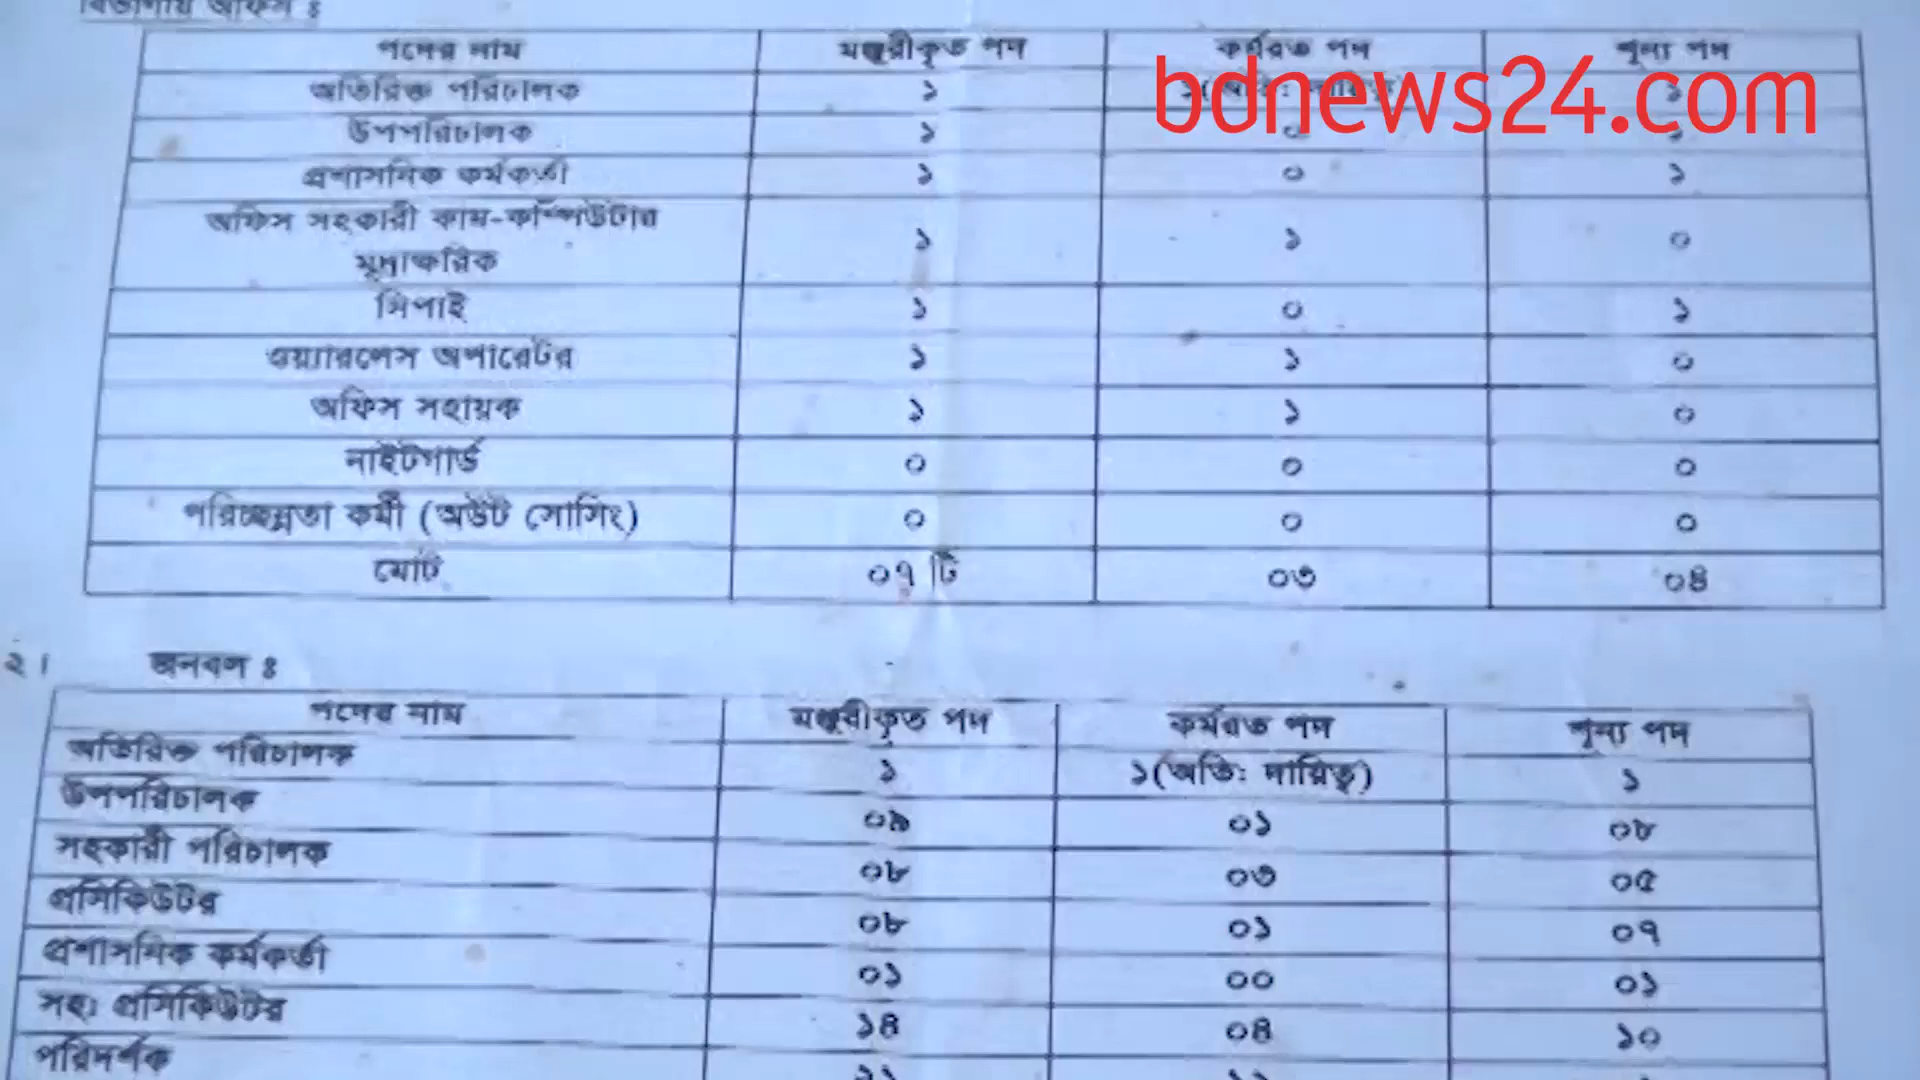 বিভাগীয় অফিস ঃ
পদের নাম মঞ্জুরীকৃত পদ কর্মরত পদ শূন্য পদ
bdnews24.com
অতিরিক্ত পরিচালক ১ ১
উপপরিচালক ১ ০ ১
প্রশাসনিক কর্মকর্তা ১ ০ ১
অফিস সহকারী কাম-কম্পিউটার
মুদ্রাক্ষরিক ১ ১ ০
সিপাই ১ ০ ১
ওয়্যারলেস অপারেটর ১ ১ ০
অফিস সহায়ক ১ ১ ০
নাইটগার্ড ০ ০ ০
পরিচ্ছন্নতা কর্মী (অউট সোর্সিং) ০ ০ ০
মোট ০৭ টি ০৩ ০৪
২। জনবল ঃ
পদের নাম মঞ্জুরীকৃত পদ কর্মরত পদ শূন্য পদ
অতিরিক্ত পরিচালক ১ ১(অতি: দায়িত্ব) ১
উপপরিচালক ০৯ ০১ ০৮
সহকারী পরিচালক ০৮ ০৩ ০৫
প্রসিকিউটর ০৮ ০১ ০৭
প্রশাসনিক কর্মকর্তা ০১ ০০ ০১
সহঃ প্রসিকিউটর ১৪ ০৪ ১০
পরিদর্শক